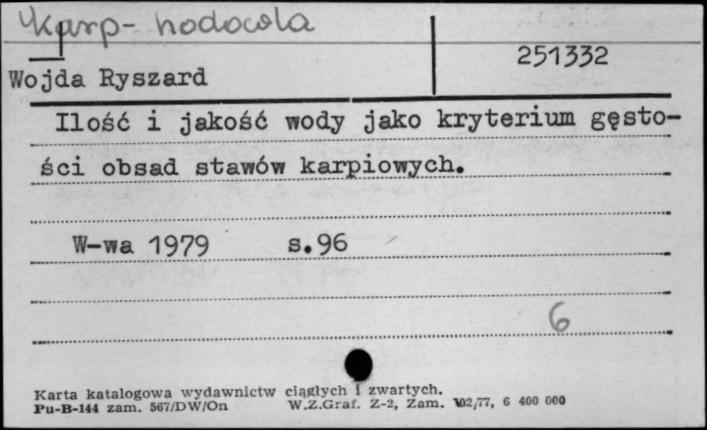 Karp - hodowla
251332
Wojda Ryszard
Ilość i jakość wody jako kryterium gęsto-
ści obsad stawów karpiowych.
W-wa 1979 s.96
6
Karta katalogowa wydawnictw ciągłych i zwartych.
Pu-B-144 zam. 567/DW/On W.Z.Graf. Z-2, Zam. 102/77, 6 400 000